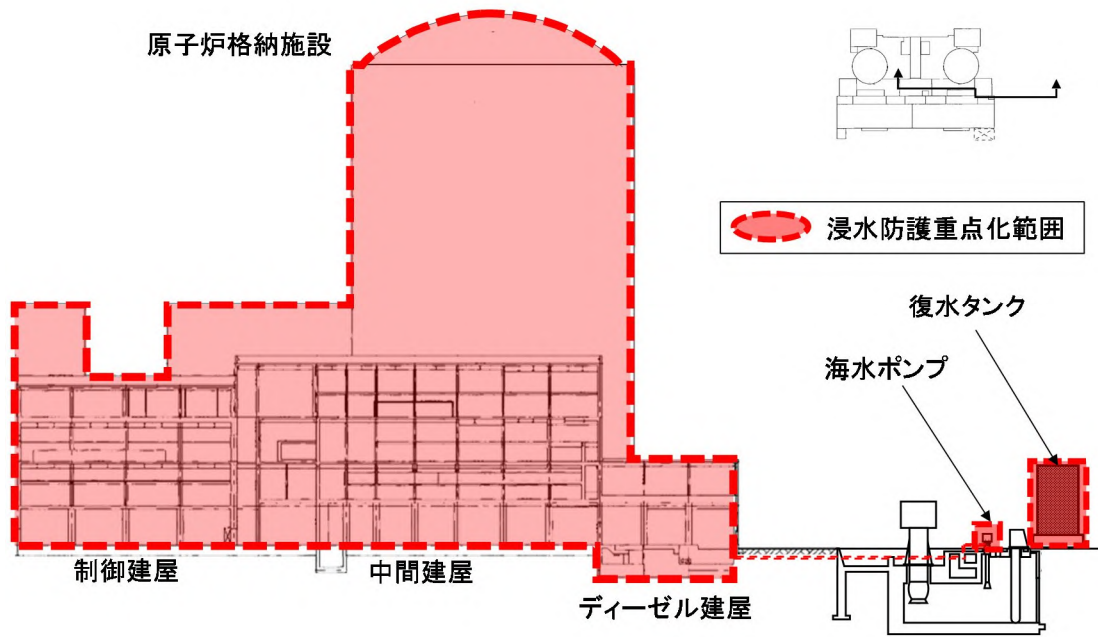 原子炉格納施設
浸水防護重点化範囲
復水タンク
海水ポンプ
制御建屋
中間建屋
ディーゼル建屋